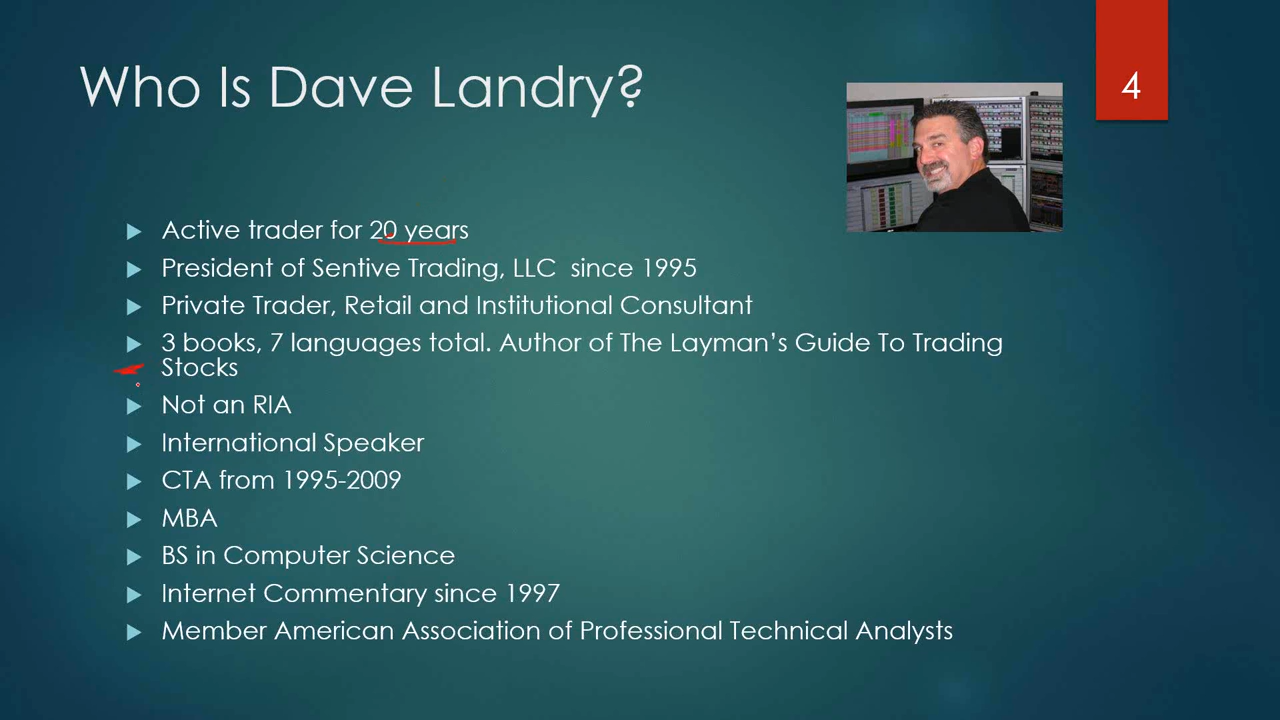 Who Is Dave Landry?
4
Active trader for 20 years
President of Sentive Trading, LLC  since 1995
Private Trader, Retail and Institutional Consultant
3 books, 7 languages total. Author of The Layman’s Guide To Trading
Stocks
Not an RIA
International Speaker
CTA from 1995-2009
MBA
BS in Computer Science
Internet Commentary since 1997
Member American Association of Professional Technical Analysts